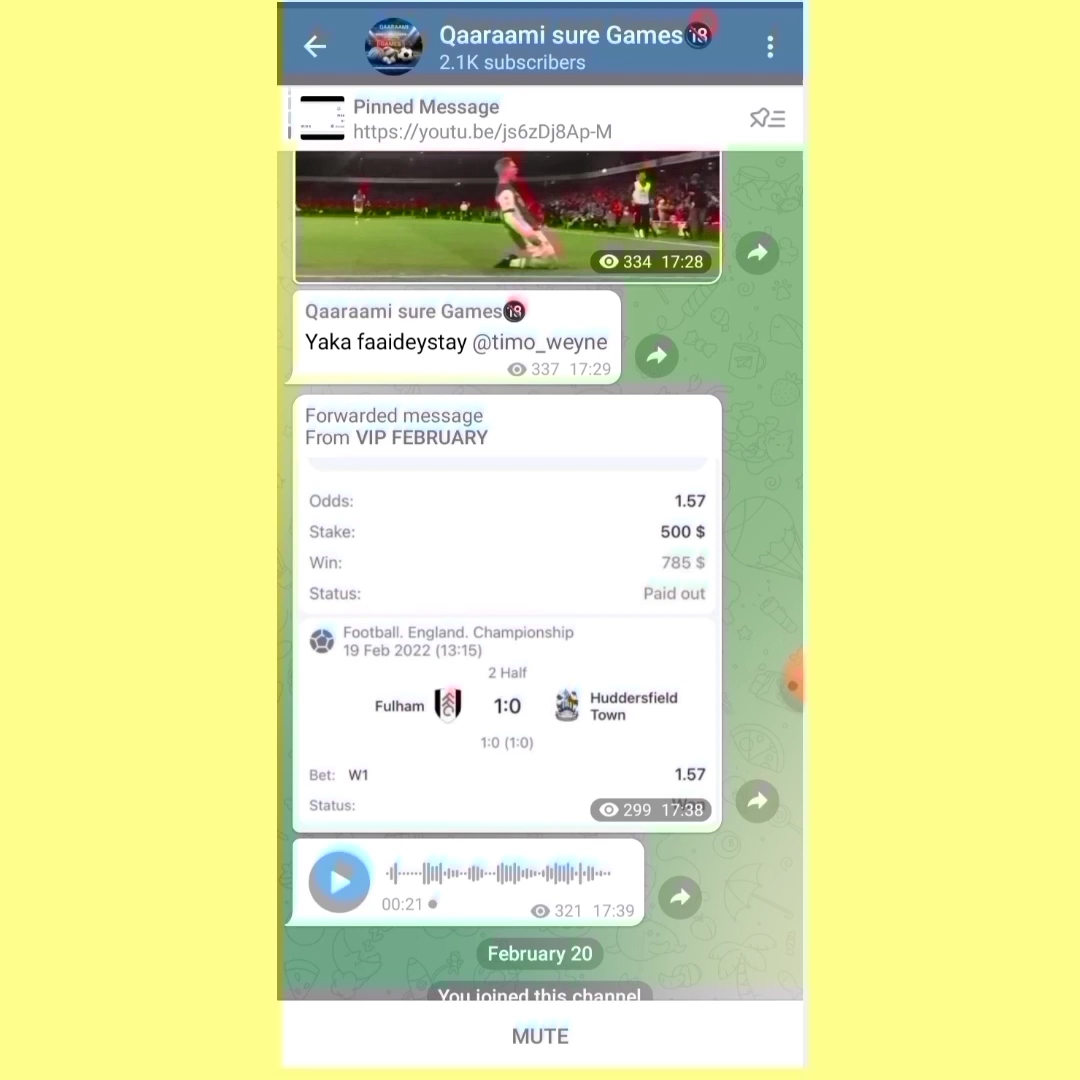 Qaaraami sure Games🔞
2.1K subscribers
Pinned Message
https://youtu.be/js6zDj8Ap-M
334 17:28
Qaaraami sure Games🔞
Yaka faaideystay @timo_weyne
337 17:29
Forwarded message
From VIP FEBRUARY
Odds: 1.57
Stake: 500 $
Win: 785 $
Status: Paid out
Football. England. Championship
19 Feb 2022 (13:15)
2 Half
Fulham 1:0 Huddersfield Town
1:0 (1:0)
Bet: W1 1.57
Status:
299 17:38
00:21
321 17:39
February 20
You joined this channel
MUTE